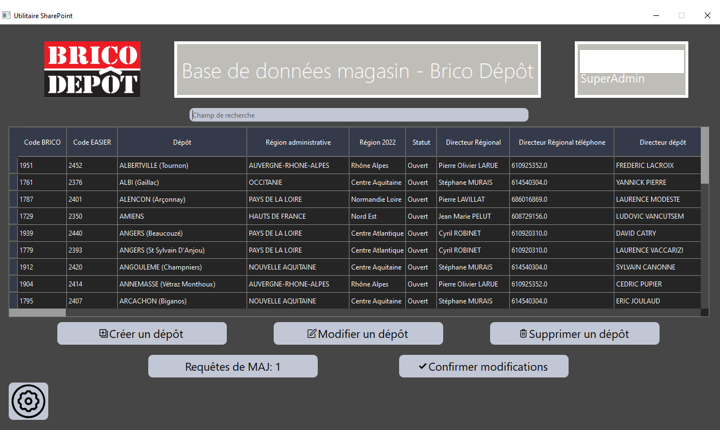 Utilitaire SharePoint
BRICO
DEPÔT
Base de données magasin - Brico Dépôt
SuperAdmin
Champ de recherche
Code BRICO Code EASIER Dépôt Région administrative Région 2022 Statut Directeur Régional Directeur Régional téléphone Directeur dépôt
1951 2452 ALBERTVILLE (Tournon) AUVERGNE-RHONE-ALPES Rhône Alpes Ouvert Pierre Olivier LARUE 610925352.0 FREDERIC LACROIX
1761 2376 ALBI (Gaillac) OCCITANIE Centre Aquitaine Ouvert Stéphane MURAIS 614540304.0 YANNICK PIERRE
1787 2401 ALENCON (Arçonnay) PAYS DE LA LOIRE Normandie Loire Ouvert Pierre LAVILLAT 686016869.0 LAURENCE MODESTE
1729 2350 AMIENS HAUTS DE FRANCE Nord Est Ouvert Jean Marie PELUT 608729156.0 LUDOVIC VANCUTSEM
1939 2440 ANGERS (Beaucouzé) PAYS DE LA LOIRE Centre Atlantique Ouvert Cyril ROBINET 610920310.0 DAVID CATRY
1779 2393 ANGERS (St Sylvain D'Anjou) PAYS DE LA LOIRE Centre Atlantique Ouvert Cyril ROBINET 610920310.0 LAURENCE VACCARIZI
1912 2420 ANGOULEME (Champniers) NOUVELLE AQUITAINE Centre Aquitaine Ouvert Stéphane MURAIS 614540304.0 SYLVAIN CANONNE
1904 2414 ANNEMASSE (Vétraz Monthoux) AUVERGNE-RHONE-ALPES Rhône Alpes Ouvert Pierre Olivier LARUE 610925352.0 CEDRIC PUPIER
1795 2407 ARCACHON (Biganos) NOUVELLE AQUITAINE Centre Aquitaine Ouvert Stéphane MURAIS 614540304.0 ERIC JOULAUD
Créer un dépôt Modifier un dépôt Supprimer un dépôt
Requêtes de MAJ: 1 Confirmer modifications